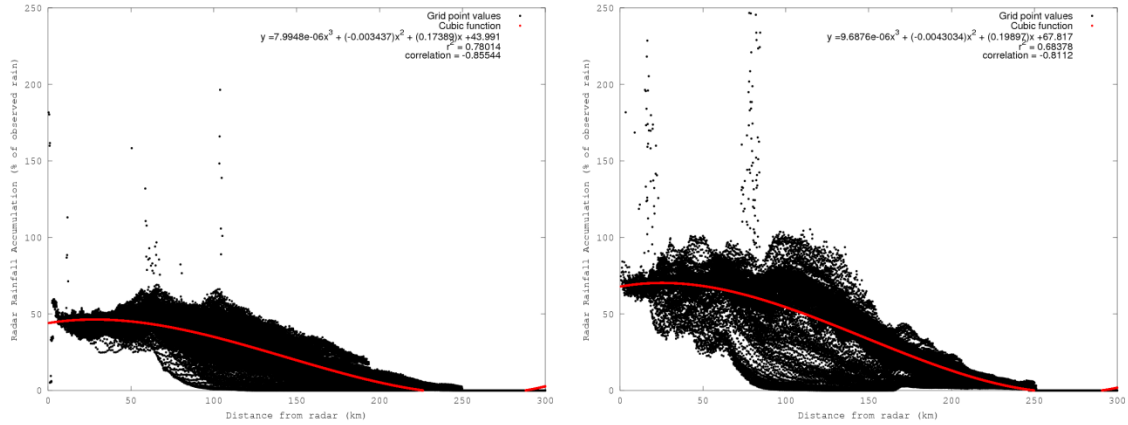 Grid point values
Cubic function
y =7.9948e-06x³ + (-0.003437)x² + (0.17389)x +43.991
r² = 0.78014
correlation = -0.85544
250
200
150
100
50
0
Radar Rainfall Accumulation (% of observed rain)
0 50 100 150 200 250 300
Distance from radar (km)
Grid point values
Cubic function
y =9.6876e-06x³ + (-0.0043034)x² + (0.19897)x +67.817
r² = 0.68378
correlation = -0.8112
250
200
150
100
50
0
Radar Rainfall Accumulation (% of observed rain)
0 50 100 150 200 250 300
Distance from radar (km)